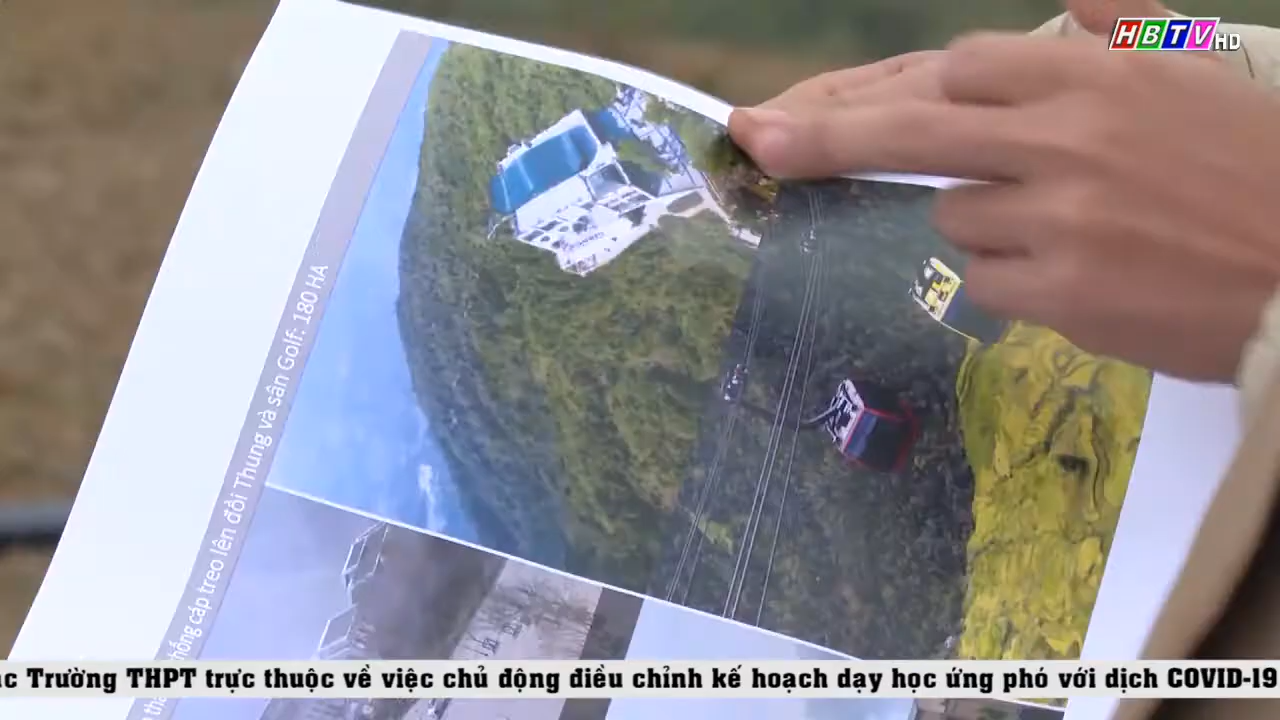 HBTV HD
cáp treo lên đồi Thung và sân Golf: 180 HA
Trường THPT trực thuộc về việc chủ động điều chỉnh kế hoạch dạy học ứng phó với dịch COVID-19